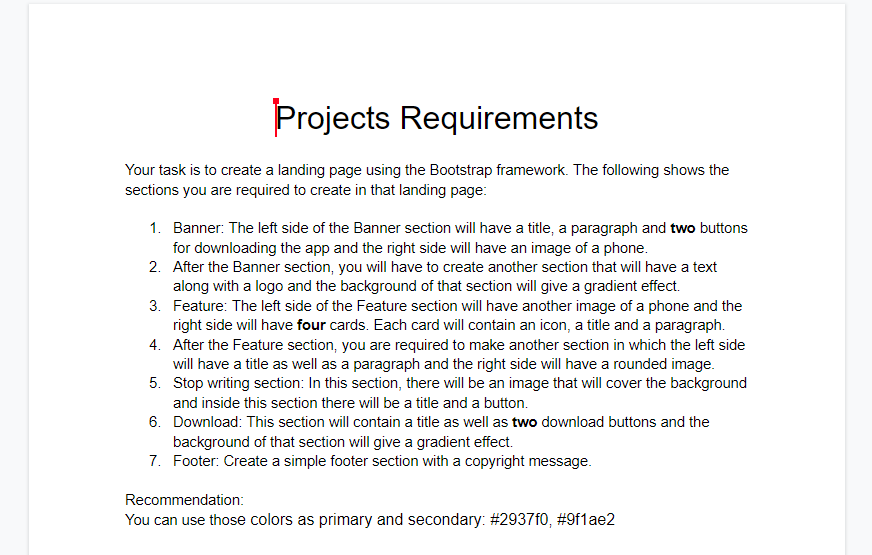 Projects Requirements
Your task is to create a landing page using the Bootstrap framework. The following shows the
sections you are required to create in that landing page:
1. Banner: The left side of the Banner section will have a title, a paragraph and two buttons
for downloading the app and the right side will have an image of a phone.
2. After the Banner section, you will have to create another section that will have a text
along with a logo and the background of that section will give a gradient effect.
3. Feature: The left side of the Feature section will have another image of a phone and the
right side will have four cards. Each card will contain an icon, a title and a paragraph.
4. After the Feature section, you are required to make another section in which the left side
will have a title as well as a paragraph and the right side will have a rounded image.
5. Stop writing section: In this section, there will be an image that will cover the background
and inside this section there will be a title and a button.
6. Download: This section will contain a title as well as two download buttons and the
background of that section will give a gradient effect.
7. Footer: Create a simple footer section with a copyright message.
Recommendation:
You can use those colors as primary and secondary: #2937f0, #9f1ae2